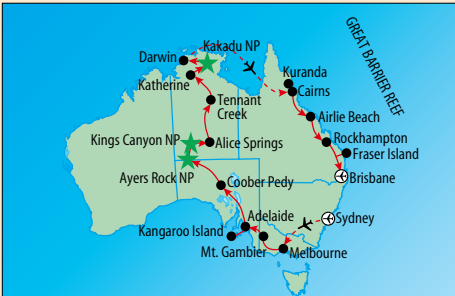 Kakadu NP
Darwin
Katherine
Kuranda
Cairns
GREAT BARRIER REEF
Tennant
Creek
Airlie Beach
Rockhampton
Fraser Island
Kings Canyon NP
Alice Springs
Ayers Rock NP
Brisbane
Coober Pedy
Adelaide
Sydney
Kangaroo Island
Mt. Gambier
Melbourne